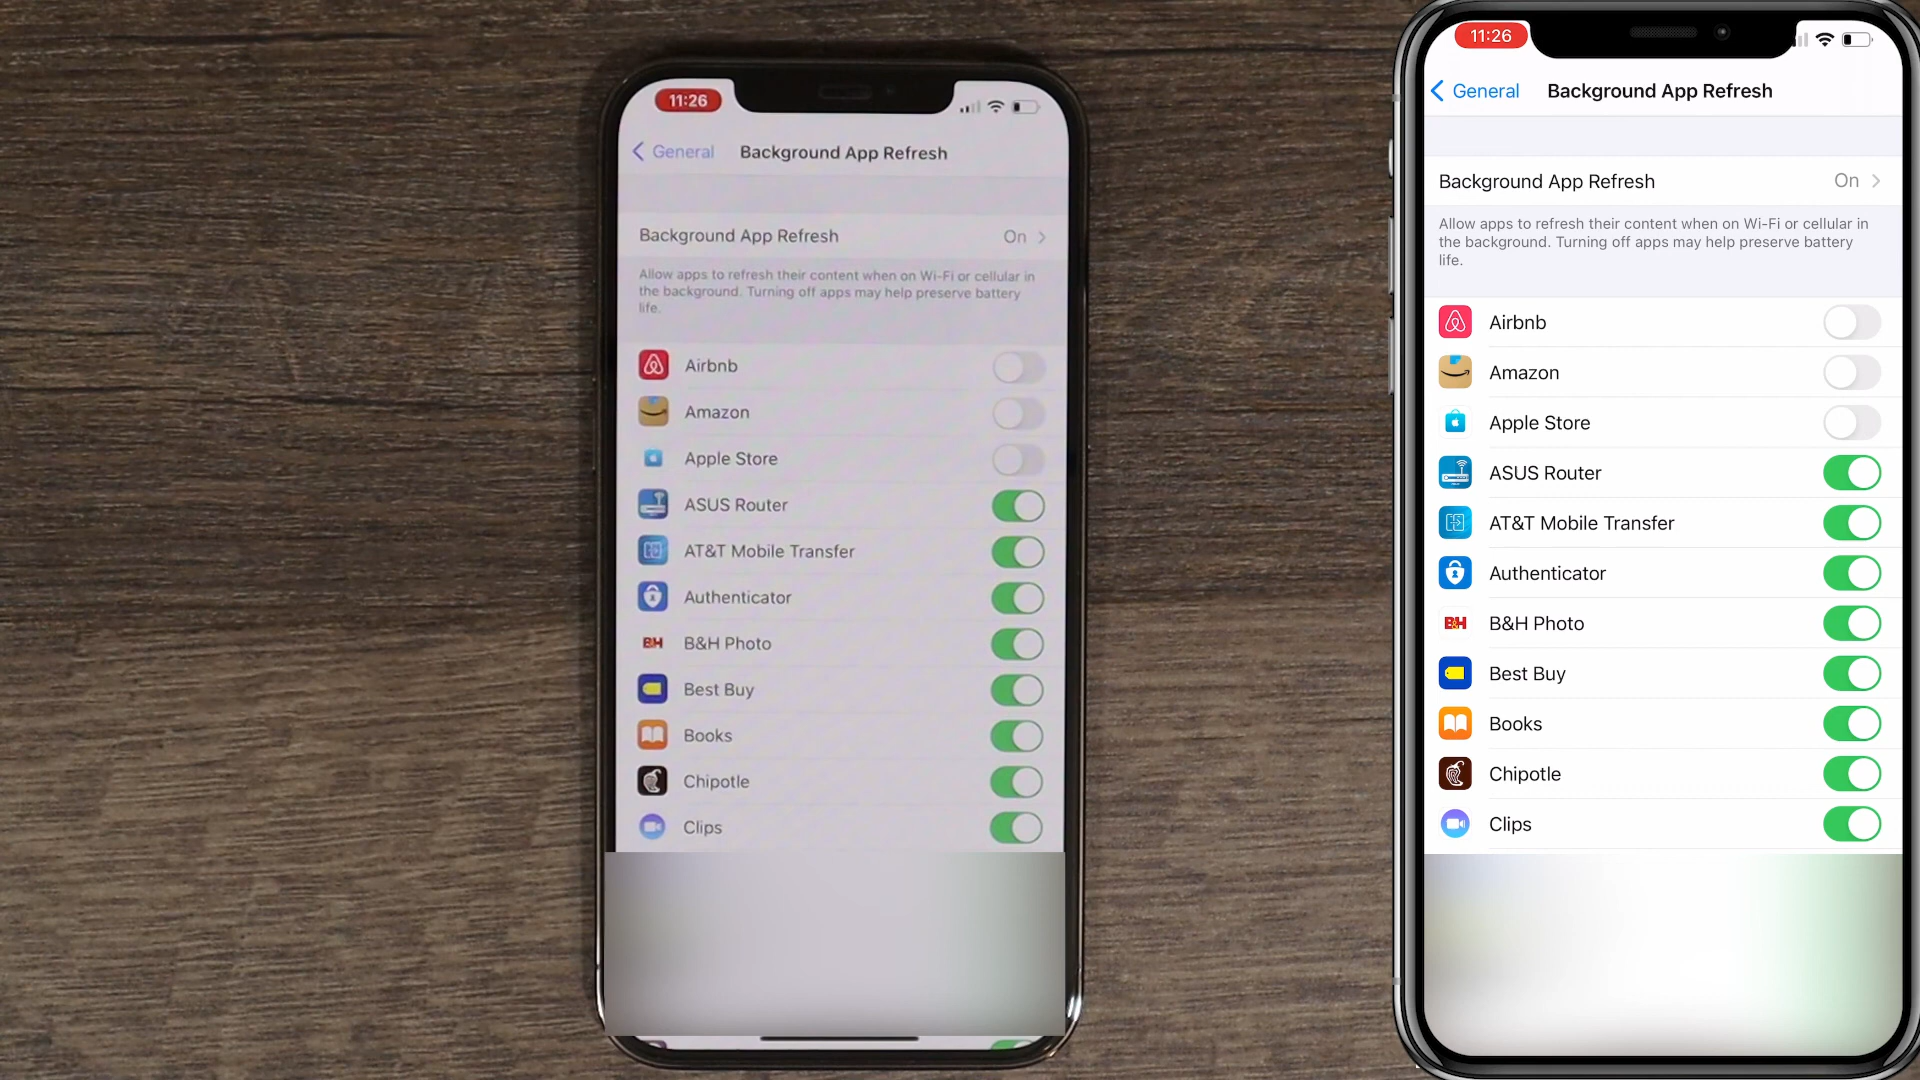 11:26
General
Background App Refresh
Background App Refresh
On
Allow apps to refresh their content when on Wi-Fi or cellular in
the background. Turning off apps may help preserve battery
life.
Airbnb
Amazon
Apple Store
ASUS Router
AT&T Mobile Transfer
Authenticator
BH
B&H Photo
Best Buy
Books
Chipotle
Clips
11:26
General
Background App Refresh
Background App Refresh
On
Allow apps to refresh their content when on Wi-Fi or cellular in
the background. Turning off apps may help preserve battery
life.
Airbnb
Amazon
Apple Store
ASUS Router
AT&T Mobile Transfer
Authenticator
B&H
B&H Photo
Best Buy
Books
Chipotle
Clips